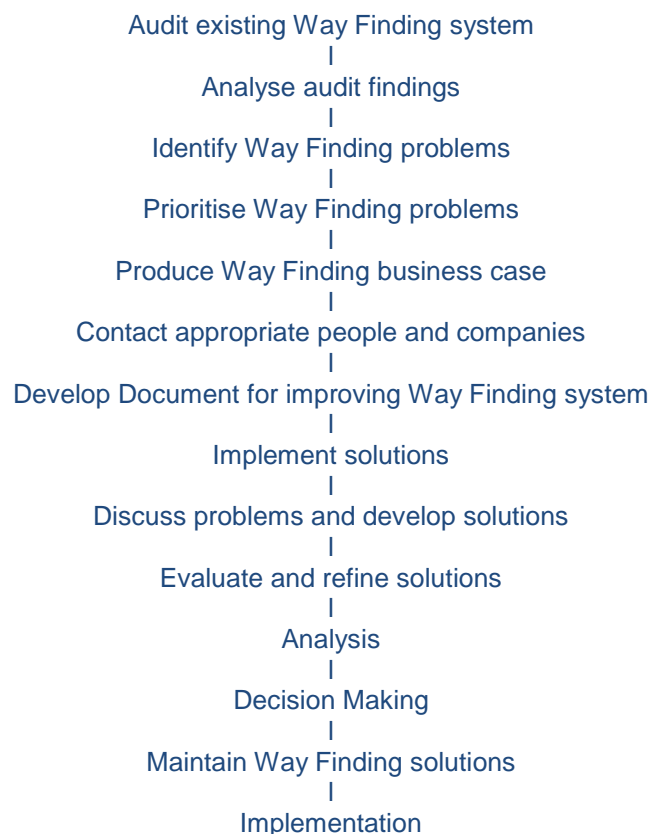 Audit existing Way Finding system
I
Analyse audit findings
I
Identify Way Finding problems
I
Prioritise Way Finding problems
I
Produce Way Finding business case
I
Contact appropriate people and companies
I
Develop Document for improving Way Finding system
I
Implement solutions
I
Discuss problems and develop solutions
I
Evaluate and refine solutions
I
Analysis
I
Decision Making
I
Maintain Way Finding solutions
I
Implementation